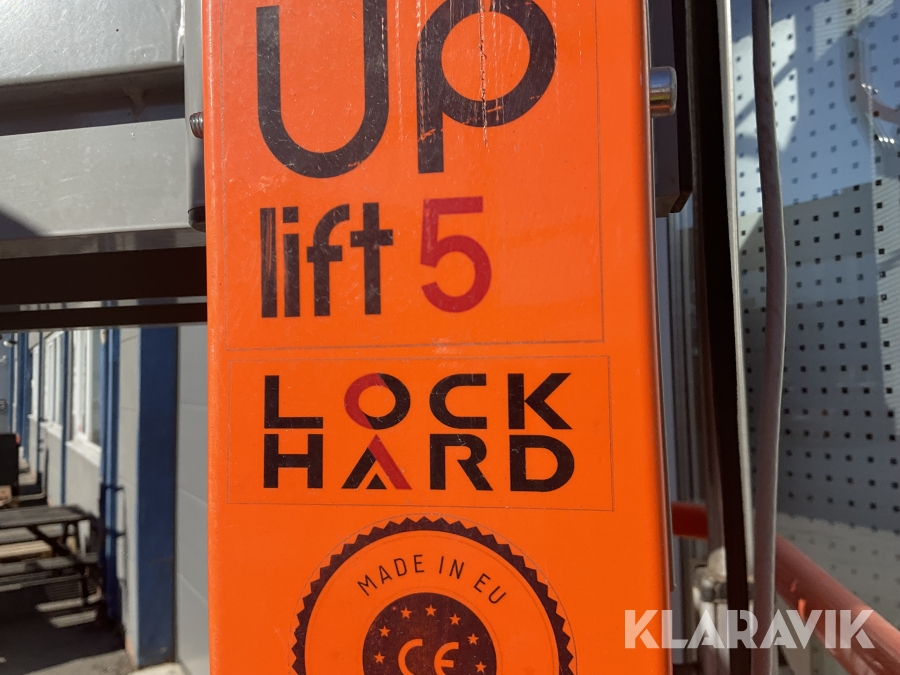 Up
lift 5
LOCK
HARD
MADE IN EU
CE
KLARAVIK